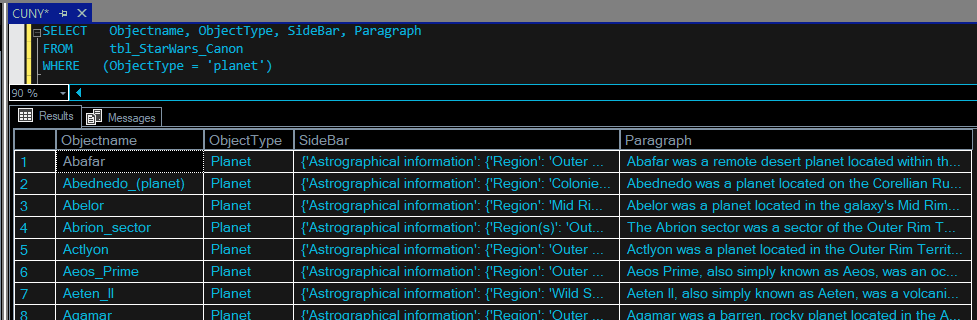 CUNY*
SELECT Objectname, ObjectType, SideBar, Paragraph
FROM tbl_StarWars_Canon
WHERE (ObjectType = 'planet')
90 %
Results Messages
Objectname ObjectType SideBar Paragraph
1 Abafar Planet {'Astrographical information': {'Region': 'Outer ... Abafar was a remote desert planet located within th...
2 Abednedo_(planet) Planet {'Astrographical information': {'Region': 'Colonie... Abednedo was a planet located on the Corellian Ru...
3 Abelor Planet {'Astrographical information': {'Region': 'Mid Ri... Abelor was a planet located in the galaxy's Mid Rim...
4 Abrion_sector Planet {'Astrographical information': {'Region(s)': 'Out... The Abrion sector was a sector of the Outer Rim T...
5 Actlyon Planet {'Astrographical information': {'Region': 'Outer ... Actlyon was a planet located in the Outer Rim Territ...
6 Aeos_Prime Planet {'Astrographical information': {'Region': 'Outer ... Aeos Prime, also simply known as Aeos, was an oc...
7 Aeten_II Planet {'Astrographical information': {'Region': 'Wild S... Aeten II, also simply known as Aeten, was a volcani...
8 Agamar Planet {'Astrographical information': {'Region': 'Outer ... Agamar was a barren, rocky planet located in the A...